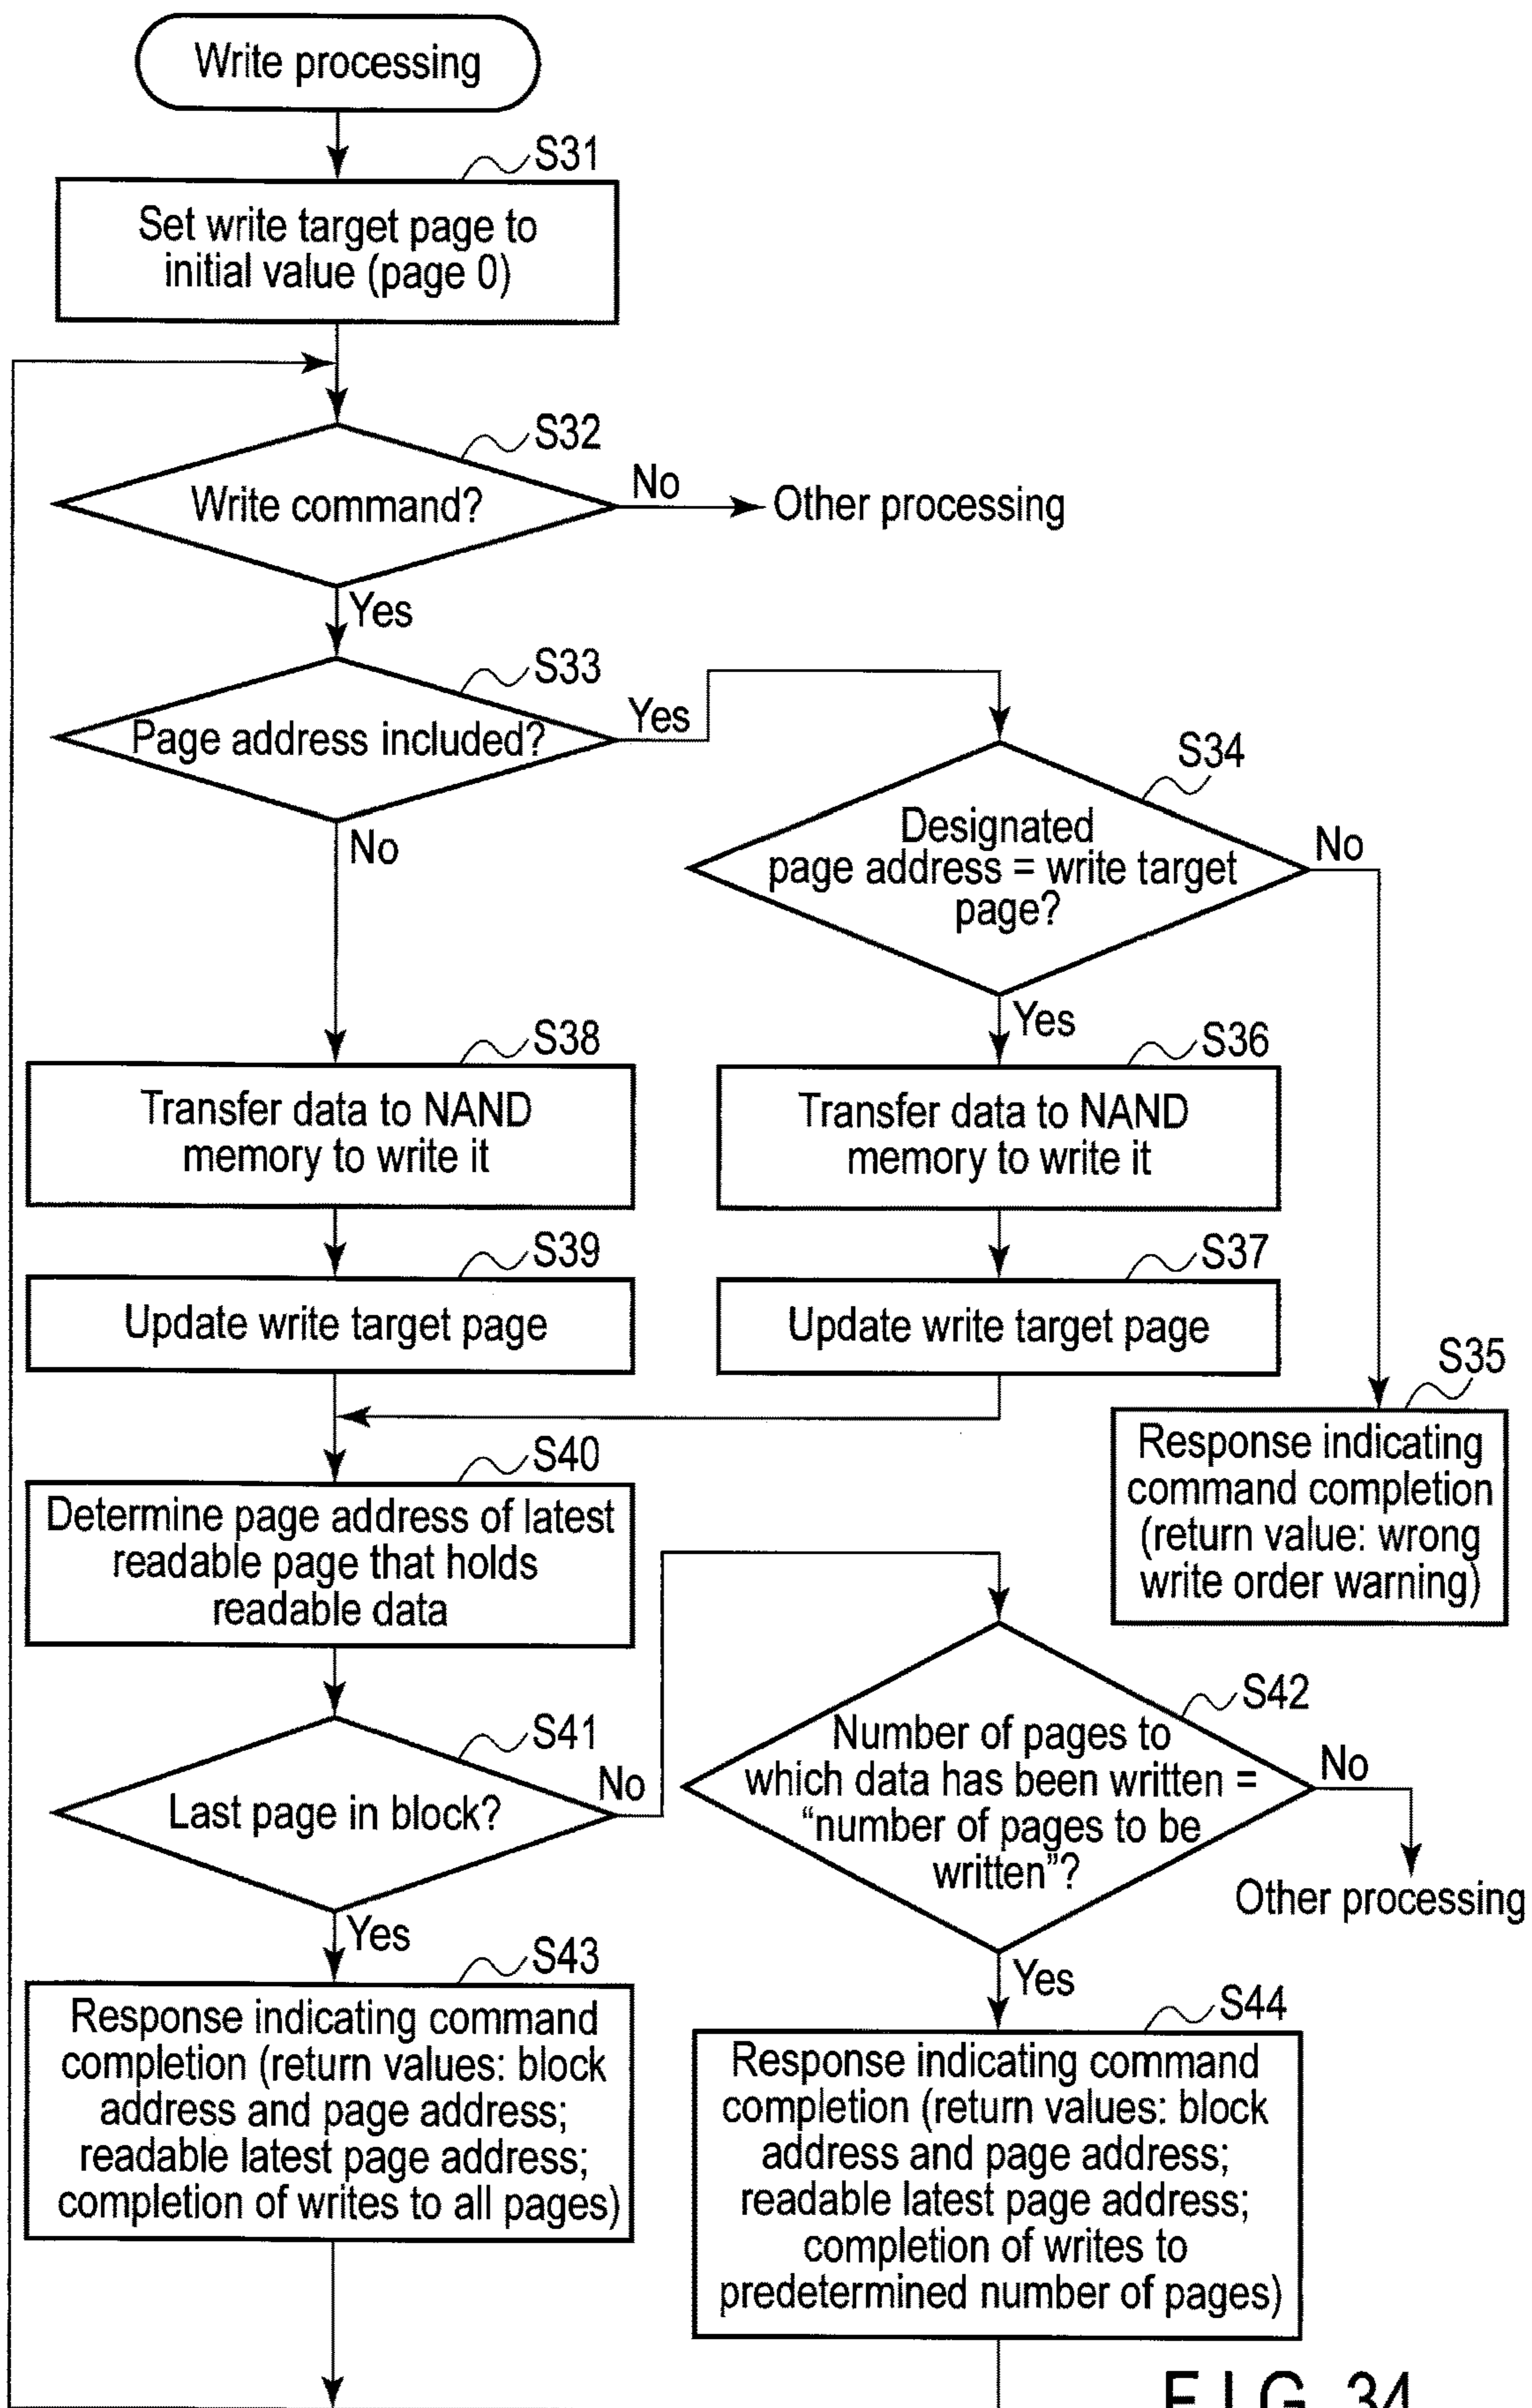 Write processing
S31
Set write target page to
initial value (page 0)
S32
Write command?
No
Other processing
Yes
S33
Page address included?
Yes
No
S34
Designated
page address = write target
page?
No
Yes
S38
Transfer data to NAND
memory to write it
S36
Transfer data to NAND
memory to write it
S39
Update write target page
S37
Update write target page
S35
Response indicating
command completion
(return value: wrong
write order warning)
S40
Determine page address of latest
readable page that holds
readable data
S41
Last page in block?
No
Yes
S42
Number of pages to
which data has been written =
“number of pages to be
written”?
No
Other processing
Yes
S43
Response indicating command
completion (return values: block
address and page address;
readable latest page address;
completion of writes to all pages)
S44
Response indicating command
completion (return values: block
address and page address;
readable latest page address;
completion of writes to
predetermined number of pages)
FIG. 34